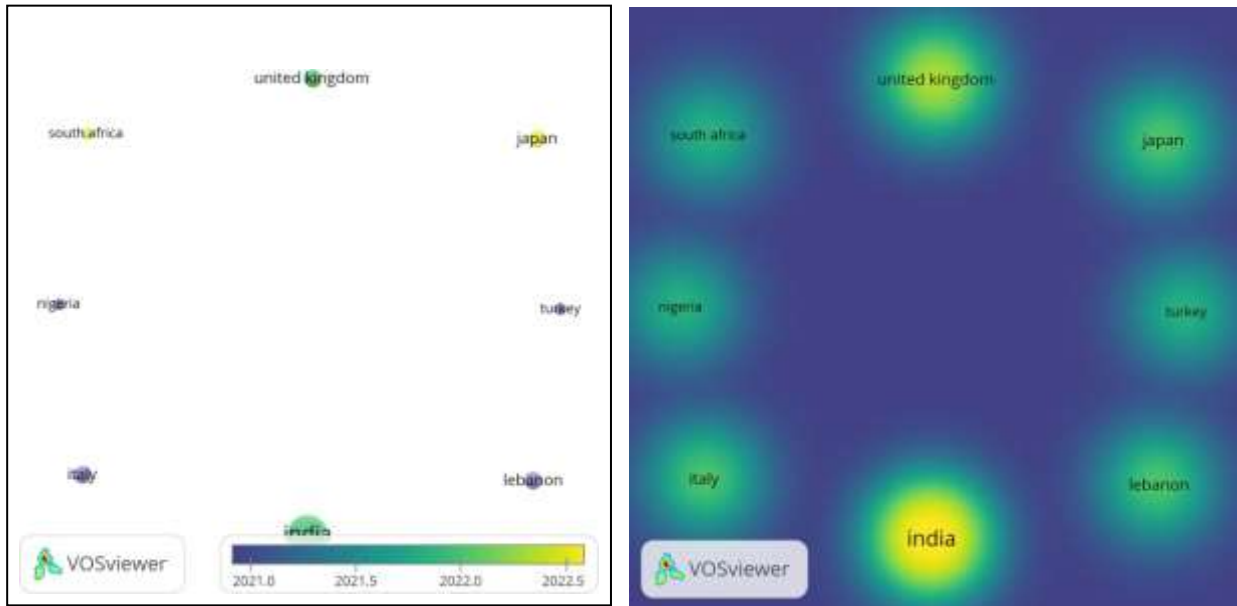 united kingdom
south africa
japan
nigeria
turkey
italy
lebanon
india
VOSviewer
2021.0 2021.5 2022.0 2022.5
united kingdom
south africa
japan
nigeria
turkey
italy
lebanon
india
VOSviewer